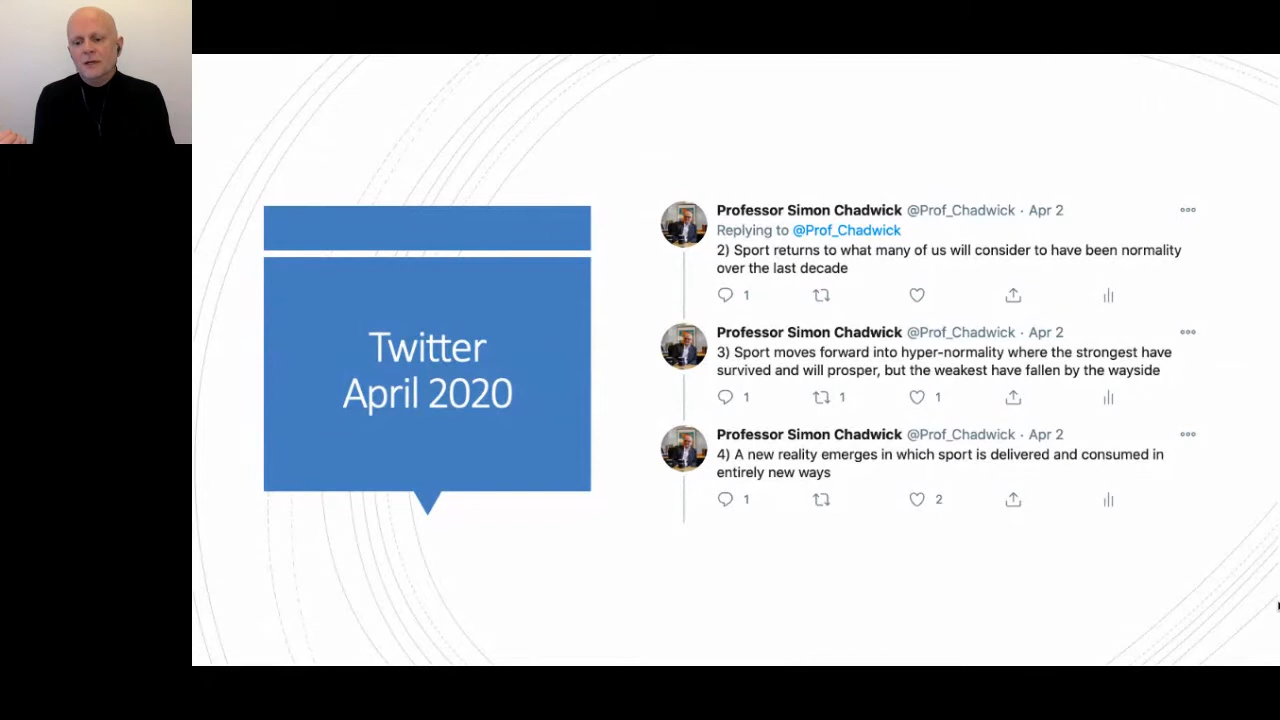 Twitter
April 2020
Professor Simon Chadwick @Prof_Chadwick · Apr 2
Replying to @Prof_Chadwick
2) Sport returns to what many of us will consider to have been normality
over the last decade
1
Professor Simon Chadwick @Prof_Chadwick · Apr 2
3) Sport moves forward into hyper-normality where the strongest have
survived and will prosper, but the weakest have fallen by the wayside
1 1 1
Professor Simon Chadwick @Prof_Chadwick · Apr 2
4) A new reality emerges in which sport is delivered and consumed in
entirely new ways
1 2